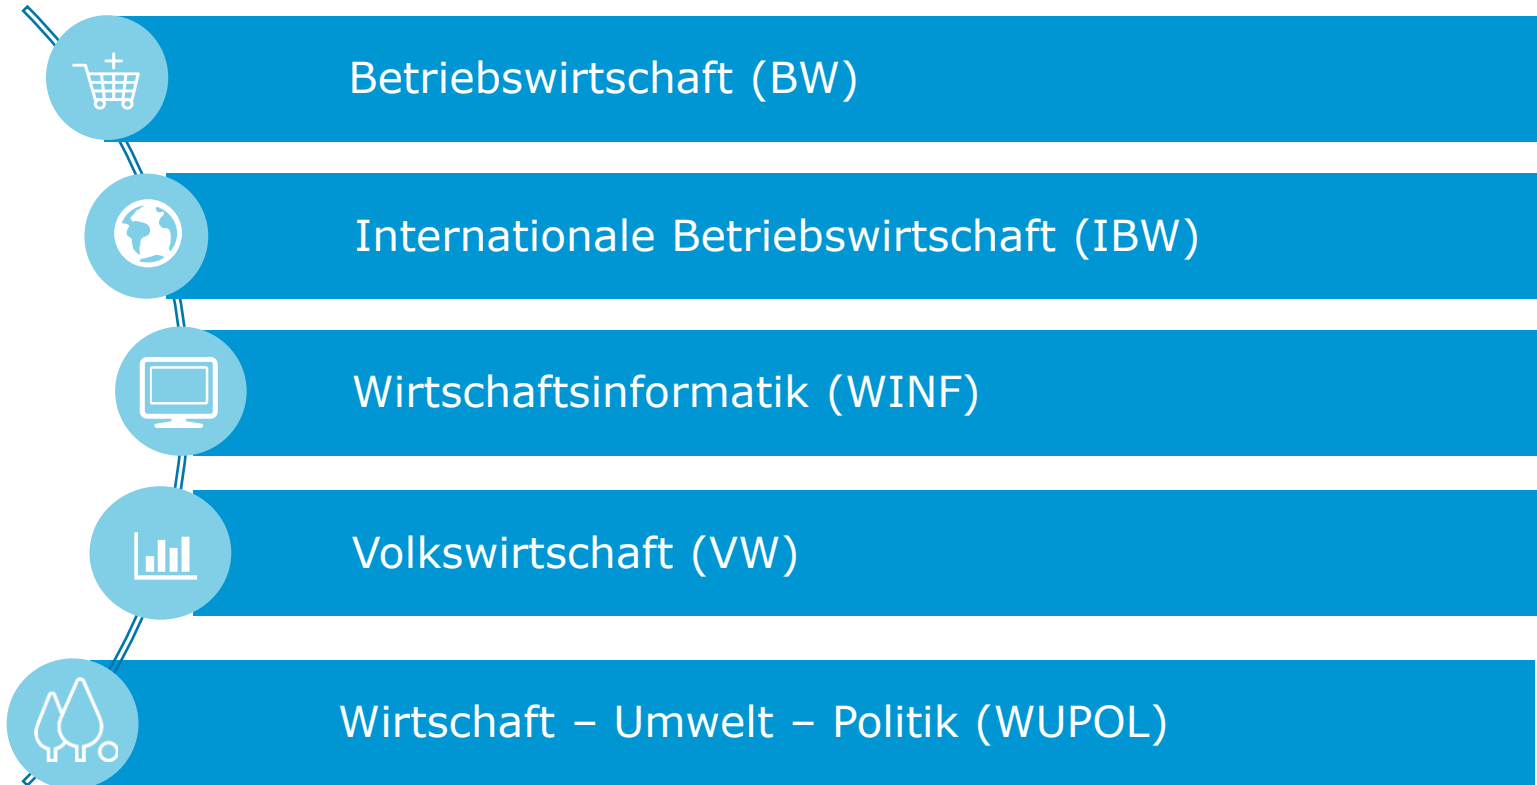 Betriebswirtschaft (BW)
Internationale Betriebswirtschaft (IBW)
Wirtschaftsinformatik (WINF)
Volkswirtschaft (VW)
Wirtschaft – Umwelt – Politik (WUPOL)